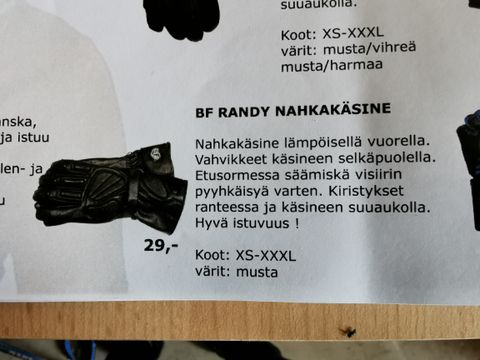 suuaukolla.
Koot: XS-XXXL
värit: musta/vihreä
musta/harmaa
nska,
ja istuu
len- ja
u
BF RANDY NAHKAKÄSINE
Nahkakäsine lämpöisellä vuorella.
Vahvikkeet käsineen selkäpuolella.
Etusormessa säämiskä visiirin
pyyhkäisyä varten. Kiristykset
ranteessa ja käsineen suuaukolla.
Hyvä istuvuus !
29,-
Koot: XS-XXXL
värit: musta